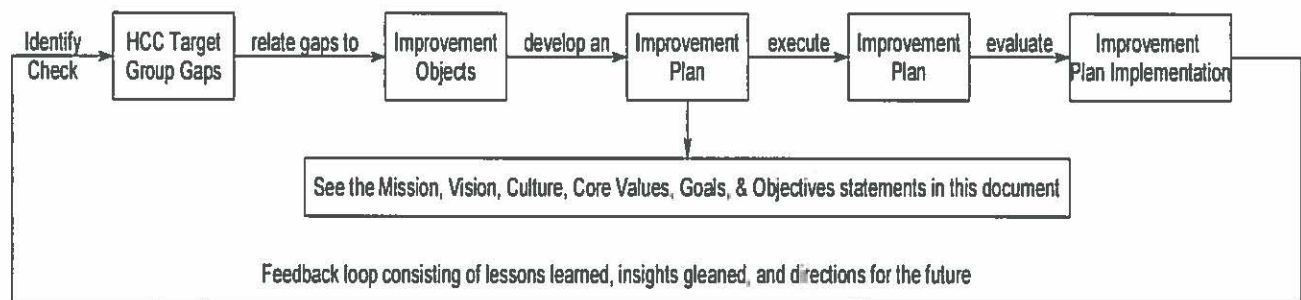 Identify
Check
HCC Target
Group Gaps
relate gaps to
Improvement
Objects
develop an
Improvement
Plan
execute
Improvement
Plan
evaluate
Improvement
Plan Implementation
See the Mission, Vision, Culture, Core Values, Goals, & Objectives statements in this document
Feedback loop consisting of lessons learned, insights gleaned, and directions for the future